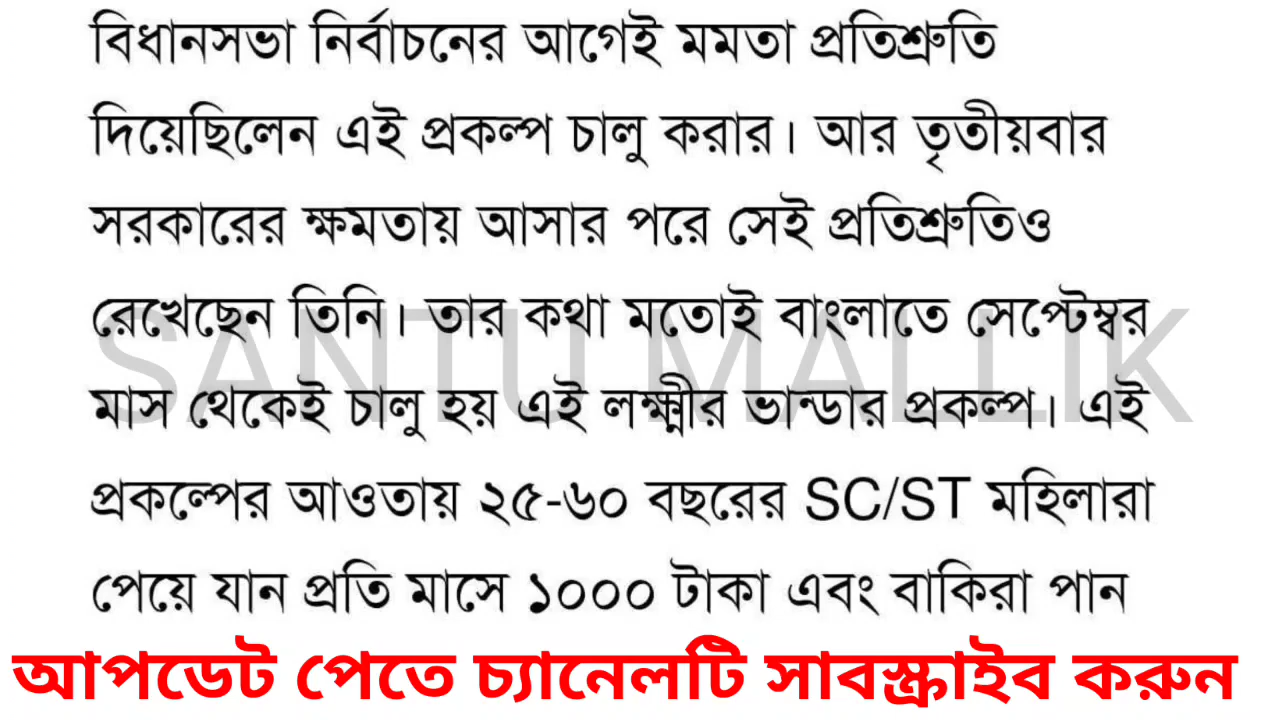 বিধানসভা নির্বাচনের আগেই মমতা প্রতিশ্রুতি
দিয়েছিলেন এই প্রকল্প চালু করার। আর তৃতীয়বার
সরকারের ক্ষমতায় আসার পরে সেই প্রতিশ্রুতিও
রেখেছেন তিনি। তার কথা মতোই বাংলাতে সেপ্টেম্বর
SANTU MALLIK
মাস থেকেই চালু হয় এই লক্ষ্মীর ভান্ডার প্রকল্প। এই
প্রকল্পের আওতায় ২৫-৬০ বছরের SC/ST মহিলারা
পেয়ে যান প্রতি মাসে ১০০০ টাকা এবং বাকিরা পান
আপডেট পেতে চ্যানেলটি সাবস্ক্রাইব করুন